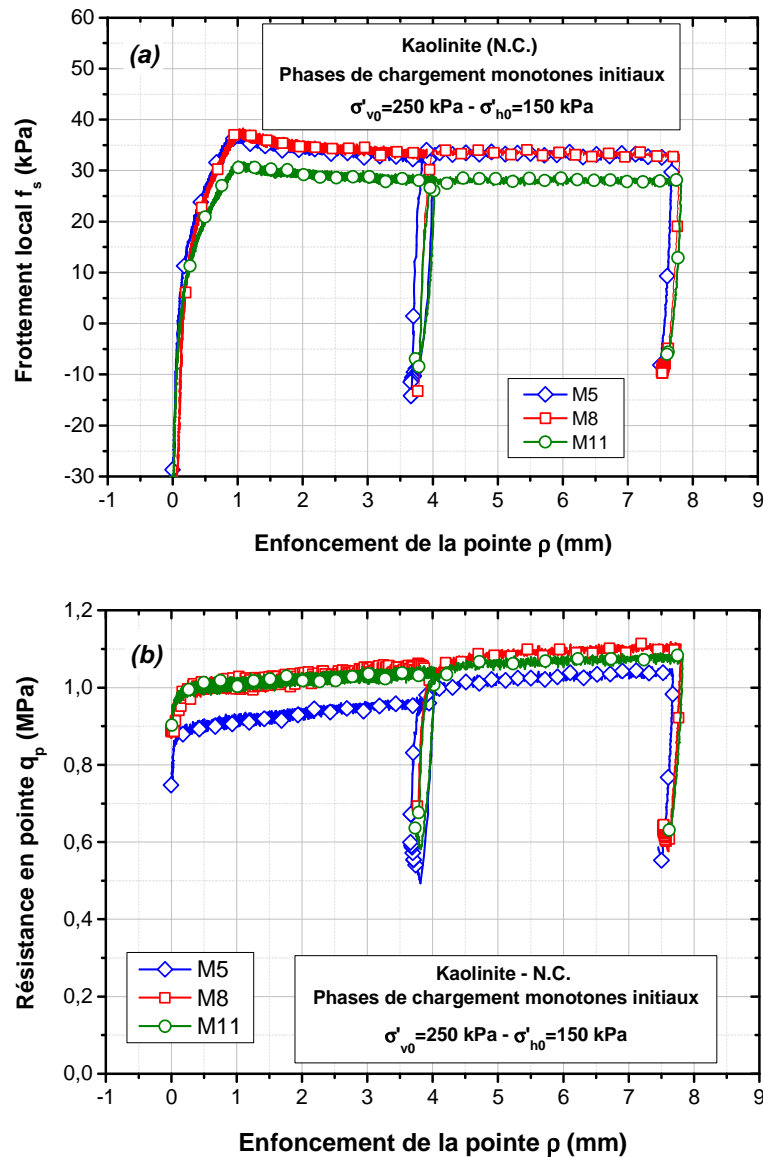 (a)
Kaolinite (N.C.)
Phases de chargement monotones initiaux
σ'v0=250 kPa - σ'h0=150 kPa
60
50
40
30
20
10
0
-10
-20
-30
Frottement local fs (kPa)
M5
M8
M11
-1 0 1 2 3 4 5 6 7 8 9
Enfoncement de la pointe ρ (mm)
(b)
1,2
1,0
0,8
0,6
0,4
0,2
0,0
Résistance en pointe qp (MPa)
M5
M8
M11
Kaolinite - N.C.
Phases de chargement monotones initiaux
σ'v0=250 kPa - σ'h0=150 kPa
-1 0 1 2 3 4 5 6 7 8 9
Enfoncement de la pointe ρ (mm)